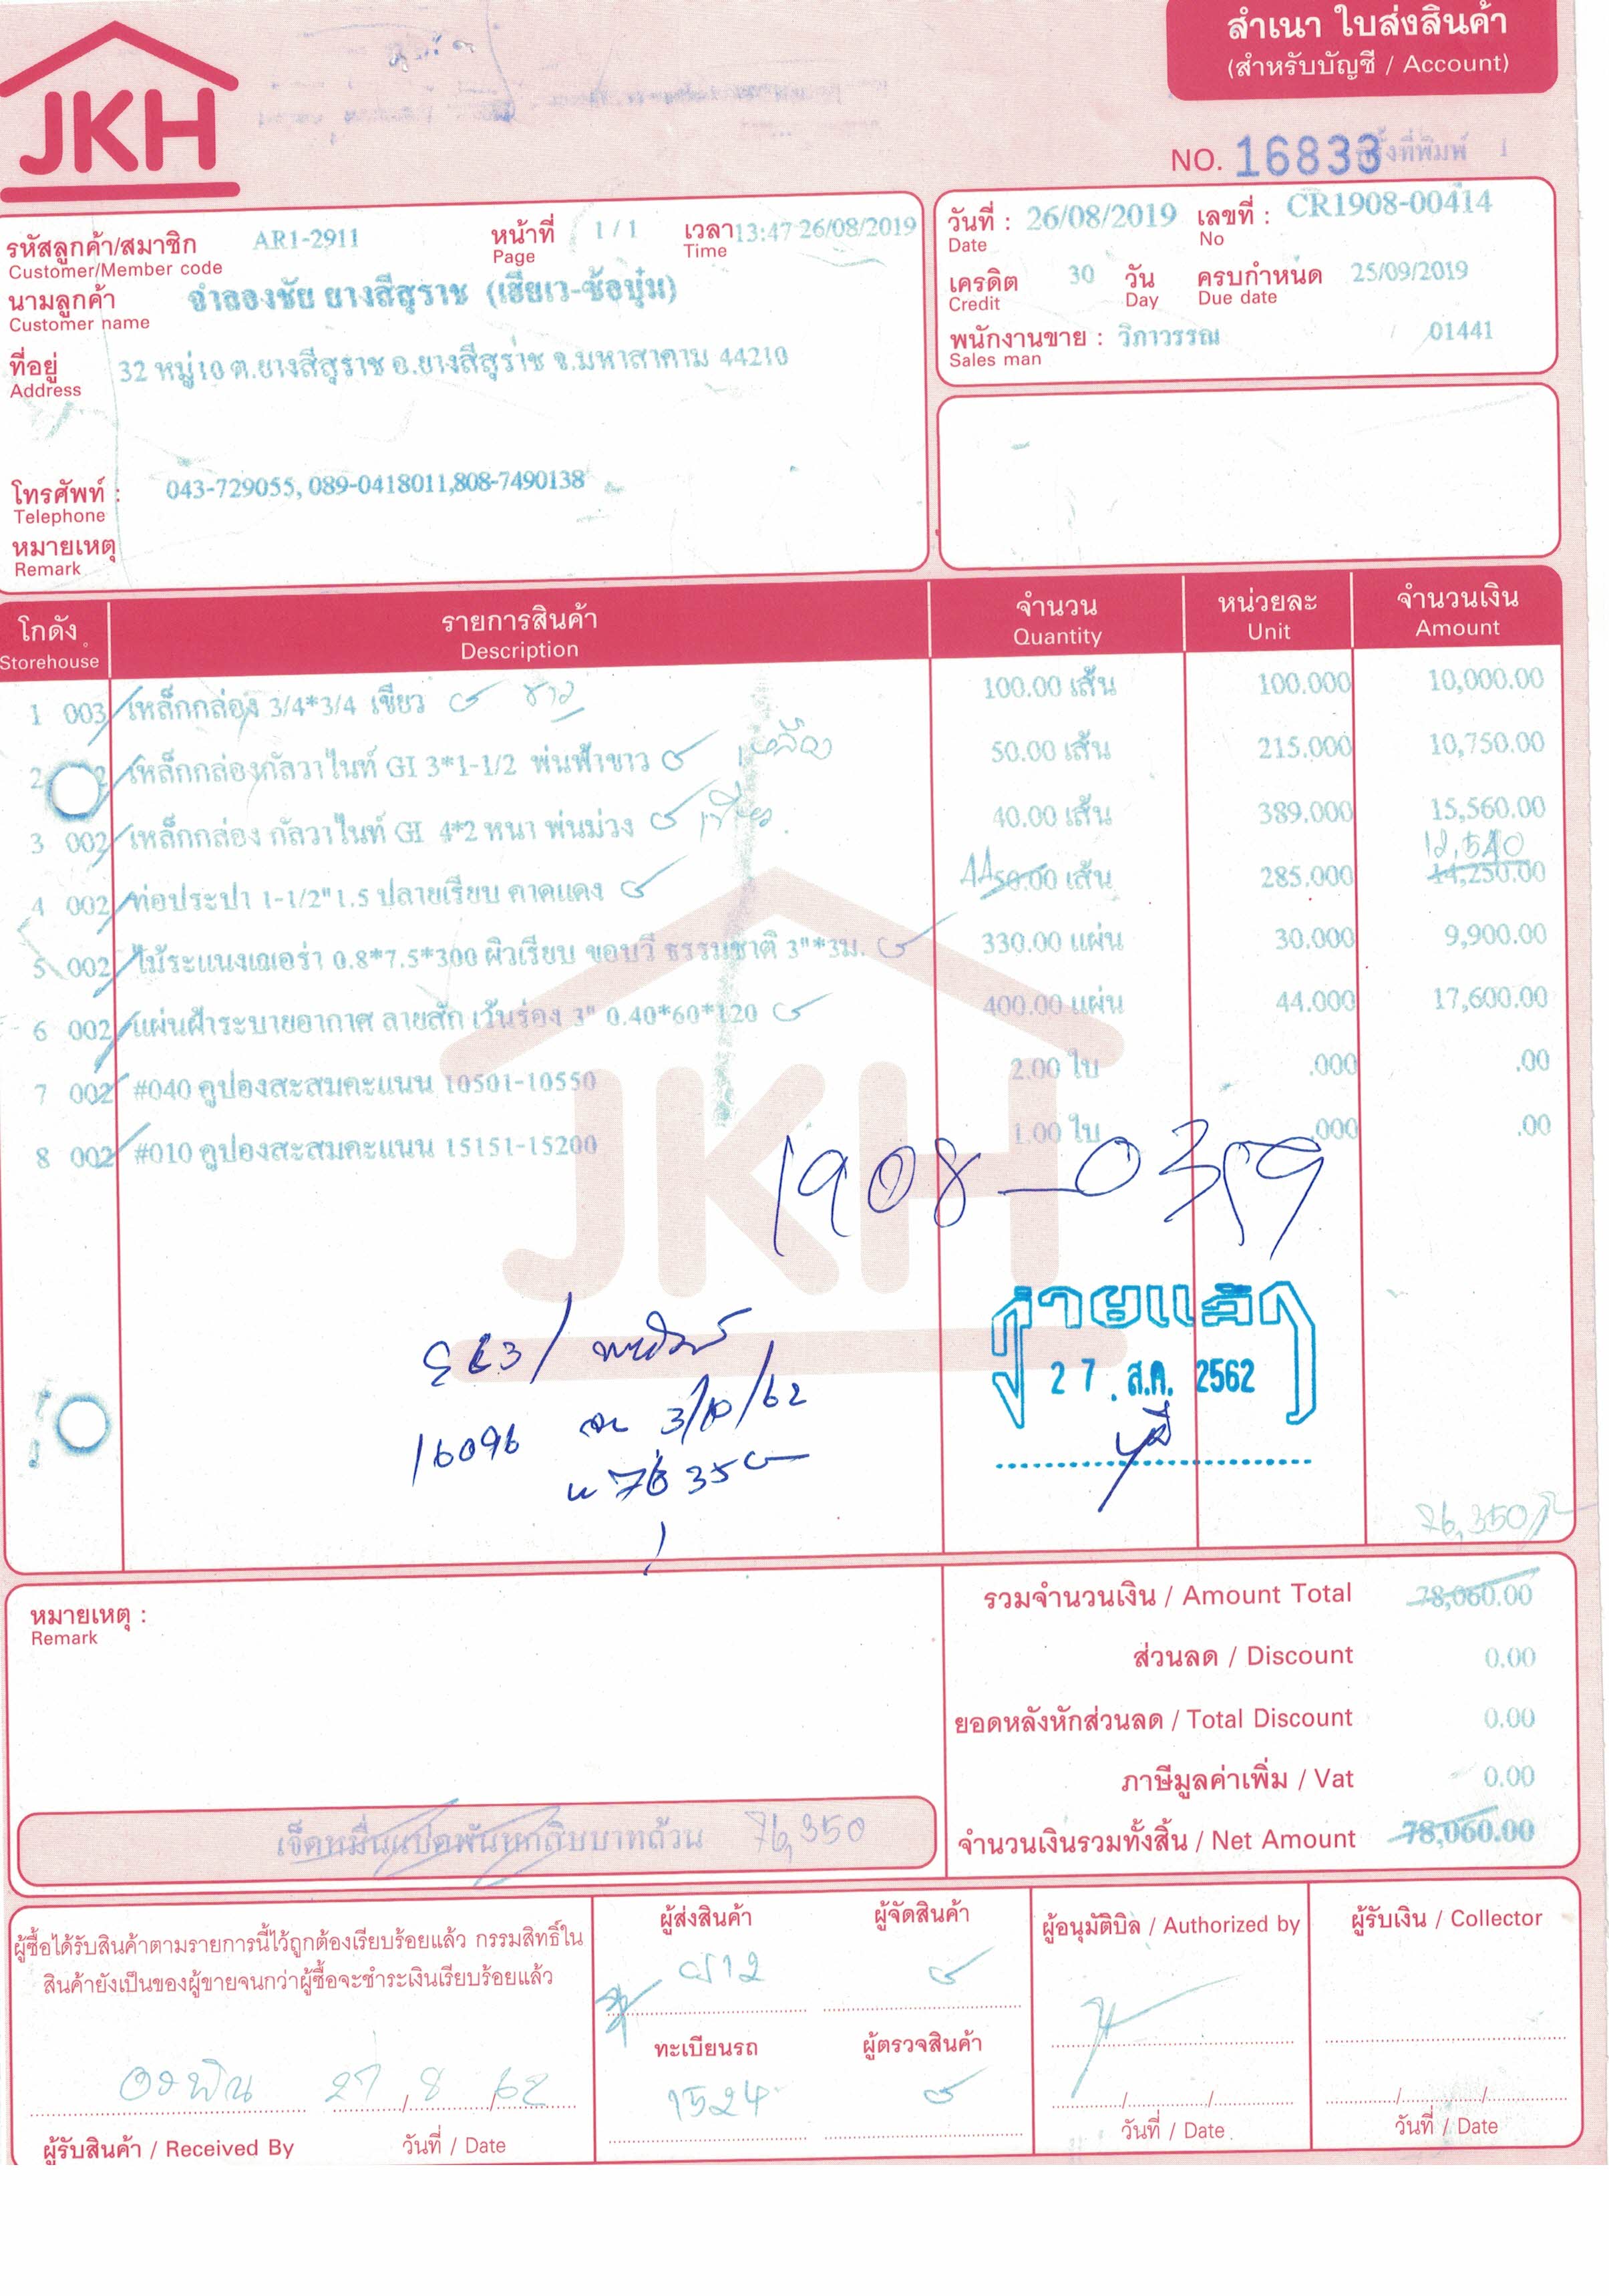 JKH
สำเนา ใบส่งสินค้า
(สำหรับบัญชี / Account)
NO. 16833 ครั้งที่พิมพ์ 1
รหัสลูกค้า/สมาชิก AR1-2911 หน้าที่ 1 / 1 เวลา 13:47 26/08/2019
Customer/Member code Page Time
นามลูกค้า จำลองชัย ยางสีสุราช (เฮียเว-ซ้อบุ๋ม)
Customer name
ที่อยู่ 32 หมู่10 ต.ยางสีสุราช อ.ยางสีสุราช จ.มหาสาคาม 44210
Address
โทรศัพท์ : 043-729055, 089-0418011,808-7490138
Telephone
หมายเหตุ
Remark
วันที่ : 26/08/2019 เลขที่ : CR1908-00414
Date No
เครดิต 30 วัน ครบกำหนด 25/09/2019
Credit Day Due date
พนักงานขาย : วิภาวรรณ / 01441
Sales man
โกดัง รายการสินค้า จำนวน หน่วยละ จำนวนเงิน
Storehouse Description Quantity Unit Amount
1 003 เหล็กกล่อง 3/4*3/4 เขียว ขาว 100.00 เส้น 100.000 10,000.00
2 2 เหล็กกล่องกัลวาไนท์ GI 3*1-1/2 พ่นฟ้าขาว เหลือง 50.00 เส้น 215.000 10,750.00
3 002 เหล็กกล่อง กัลวาไนท์ GI 4*2 หนา พ่นม่วง เขียว 40.00 เส้น 389.000 15,560.00
12,540
4 002 ท่อประปา 1-1/2"1.5 ปลายเรียบ คาดแดง 44 50.00 เส้น 285.000 14,250.00
5 002 ไม้ระแนงเฌอร่า 0.8*7.5*300 ผิวเรียบ ขอบวี ธรรมชาติ 3"*3ม. 330.00 แผ่น 30.000 9,900.00
6 002 แผ่นฝ้าระบายอากาศ ลายสัก เว้นร่อง 3" 0.40*60*120 400.00 แผ่น 44.000 17,600.00
7 002 #040 คูปองสะสมคะแนน 10501-10550 2.00 ใบ .000 .00
8 002 #010 คูปองสะสมคะแนน 15151-15200 1.00 ใบ .000 .00
JKH
1908-0359
จ่ายแล้ว
27 ส.ค. 2562
3/10/62
16096
76350
76,350
หมายเหตุ :
Remark
รวมจำนวนเงิน / Amount Total 78,060.00
ส่วนลด / Discount 0.00
ยอดหลังหักส่วนลด / Total Discount 0.00
ภาษีมูลค่าเพิ่ม / Vat 0.00
เจ็ดหมื่นแปดพันหกสิบบาทถ้วน 76,350
จำนวนเงินรวมทั้งสิ้น / Net Amount 78,060.00
ผู้ซื้อได้รับสินค้าตามรายการนี้ไว้ถูกต้องเรียบร้อยแล้ว กรรมสิทธิ์ใน
สินค้ายังเป็นของผู้ขายจนกว่าผู้ซื้อจะชำระเงินเรียบร้อยแล้ว
27 / 8 / 62
ผู้รับสินค้า / Received By วันที่ / Date
ผู้ส่งสินค้า ผู้จัดสินค้า
ทะเบียนรถ ผู้ตรวจสินค้า
1524
ผู้อนุมัติบิล / Authorized by
วันที่ / Date
ผู้รับเงิน / Collector
วันที่ / Date